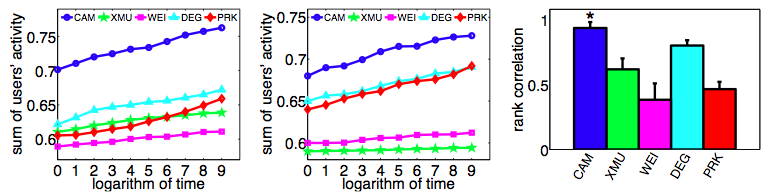 CAM XMU WEI DEG PRK
sum of users' activity
0.75
0.7
0.65
0.6
0 1 2 3 4 5 6 7 8 9
logarithm of time
CAM XMU WEI DEG PRK
sum of users' activity
0.75
0.7
0.65
0.6
0 1 2 3 4 5 6 7 8 9
logarithm of time
rank correlation
1
0.5
0
*
CAM XMU WEI DEG PRK